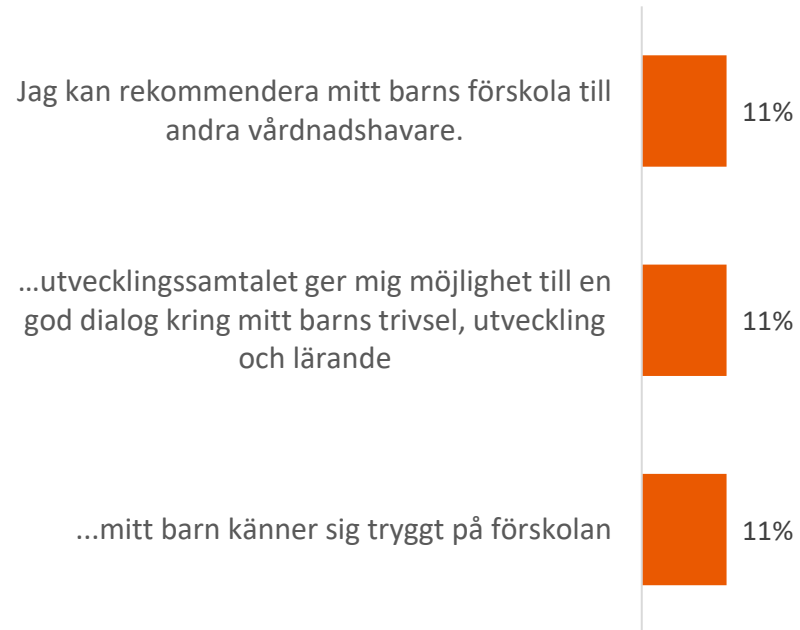 Jag kan rekommendera mitt barns förskola till
andra vårdnadshavare.
11%
…utvecklingssamtalet ger mig möjlighet till en
god dialog kring mitt barns trivsel, utveckling
och lärande
11%
...mitt barn känner sig tryggt på förskolan
11%